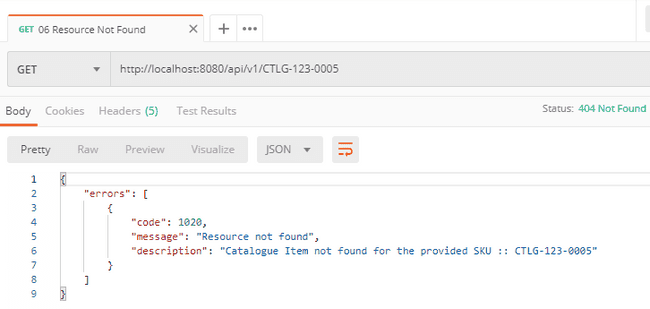 GET 06 Resource Not Found
GET http://localhost:8080/api/v1/CTLG-123-0005
Body Cookies Headers (5) Test Results Status: 404 Not Found
Pretty Raw Preview Visualize JSON
1 {
2 "errors": [
3 {
4 "code": 1020,
5 "message": "Resource not found",
6 "description": "Catalogue Item not found for the provided SKU :: CTLG-123-0005"
7 }
8 ]
9 }